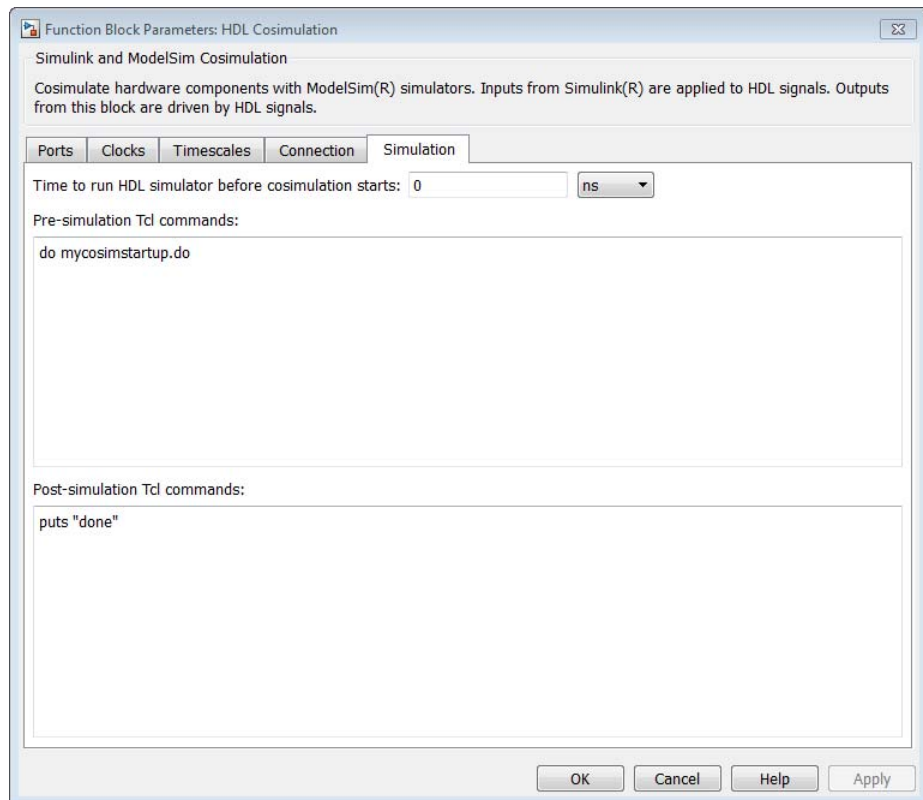 Function Block Parameters: HDL Cosimulation
Simulink and ModelSim Cosimulation
Cosimulate hardware components with ModelSim(R) simulators. Inputs from Simulink(R) are applied to HDL signals. Outputs
from this block are driven by HDL signals.
Ports Clocks Timescales Connection Simulation
Time to run HDL simulator before cosimulation starts: 0 ns
Pre-simulation Tcl commands:
do mycosimstartup.do
Post-simulation Tcl commands:
puts "done"
OK Cancel Help Apply